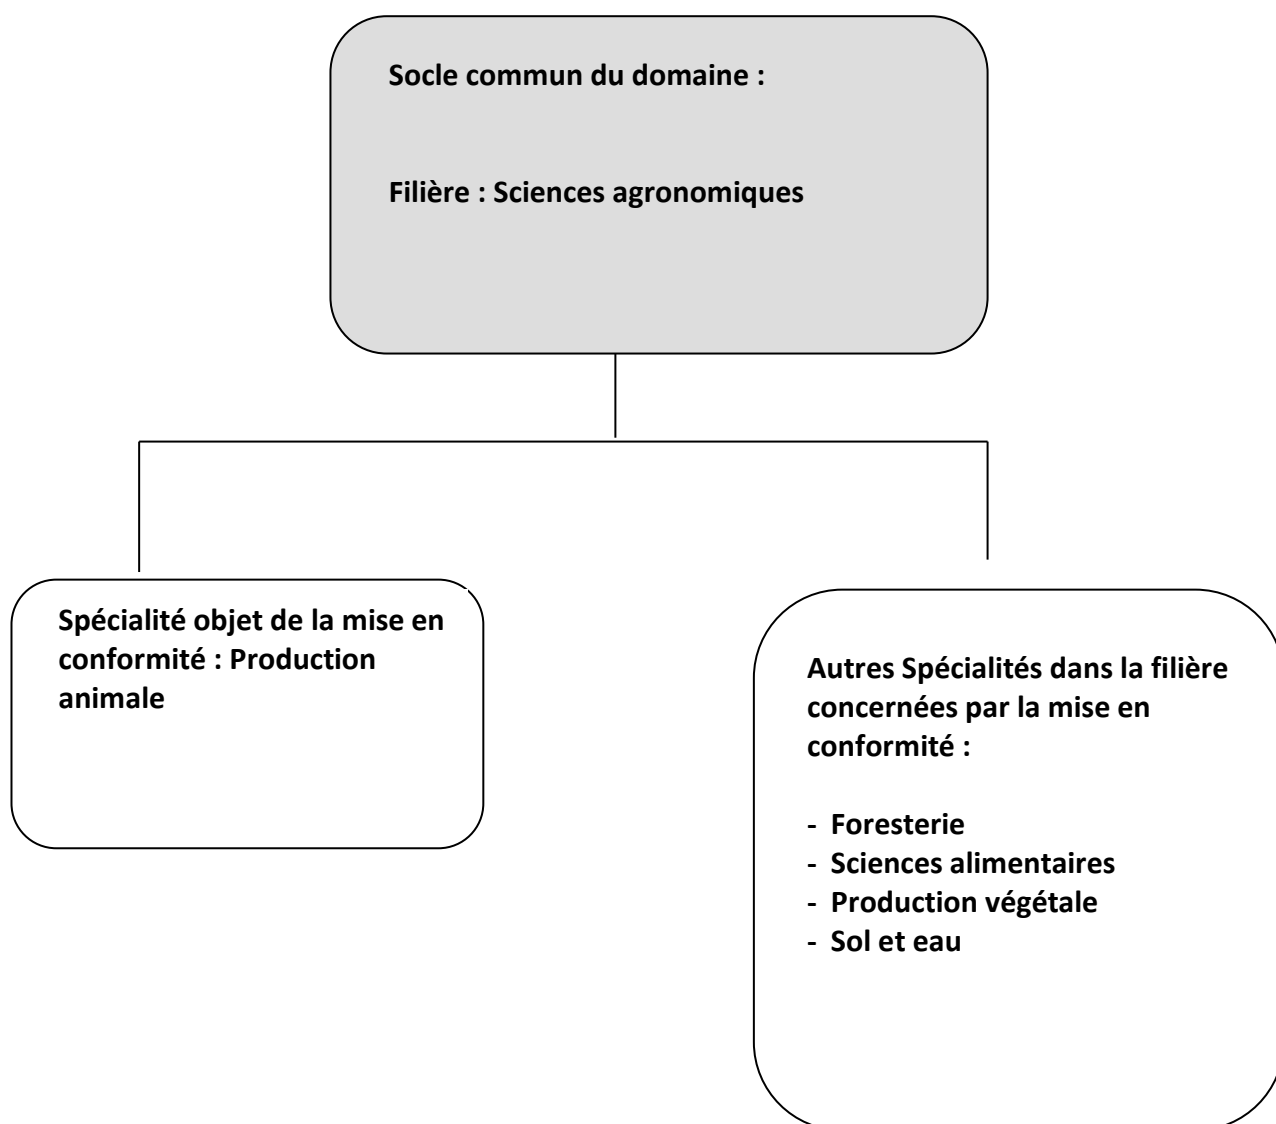 Socle commun du domaine :
Filière : Sciences agronomiques
Spécialité objet de la mise en
conformité : Production
animale
Autres Spécialités dans la filière
concernées par la mise en
conformité :
- Foresterie
- Sciences alimentaires
- Production végétale
- Sol et eau